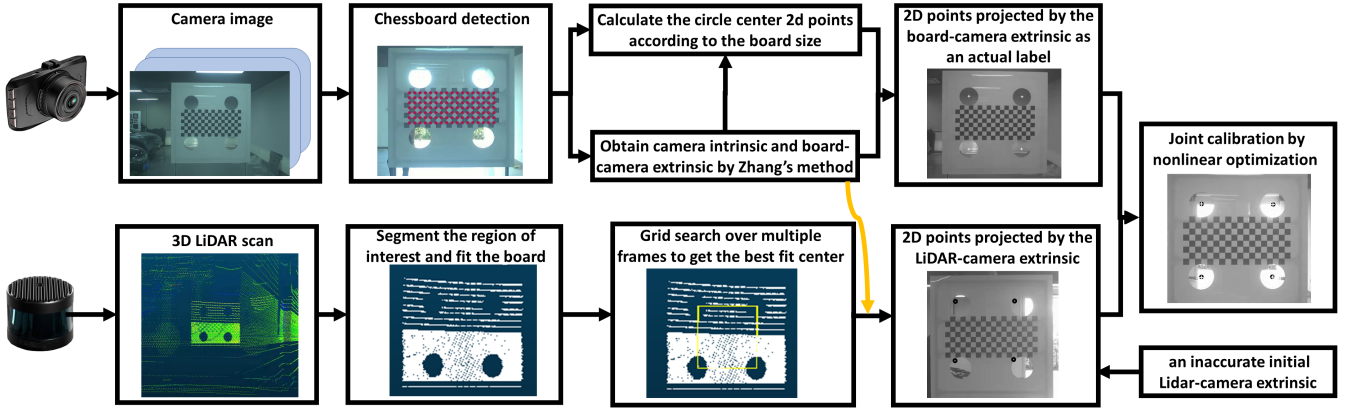 Camera image
Chessboard detection
Calculate the circle center 2d points
according to the board size
Obtain camera intrinsic and board-
camera extrinsic by Zhang's method
2D points projected by the
board-camera extrinsic as
an actual label
Joint calibration by
nonlinear optimization
3D LiDAR scan
Segment the region of
interest and fit the board
Grid search over multiple
frames to get the best fit center
2D points projected by the
LiDAR-camera extrinsic
an inaccurate initial
Lidar-camera extrinsic